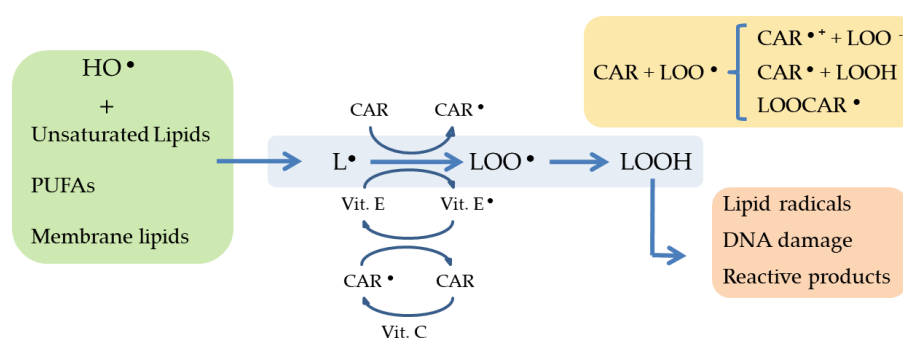 HO •
+
Unsaturated Lipids
PUFAs
Membrane lipids
CAR
CAR •
L•
LOO •
LOOH
Vit. E
Vit. E •
CAR •
CAR
Vit. C
CAR + LOO •
CAR •⁺ + LOO ⁻
CAR • + LOOH
LOOCAR •
Lipid radicals
DNA damage
Reactive products